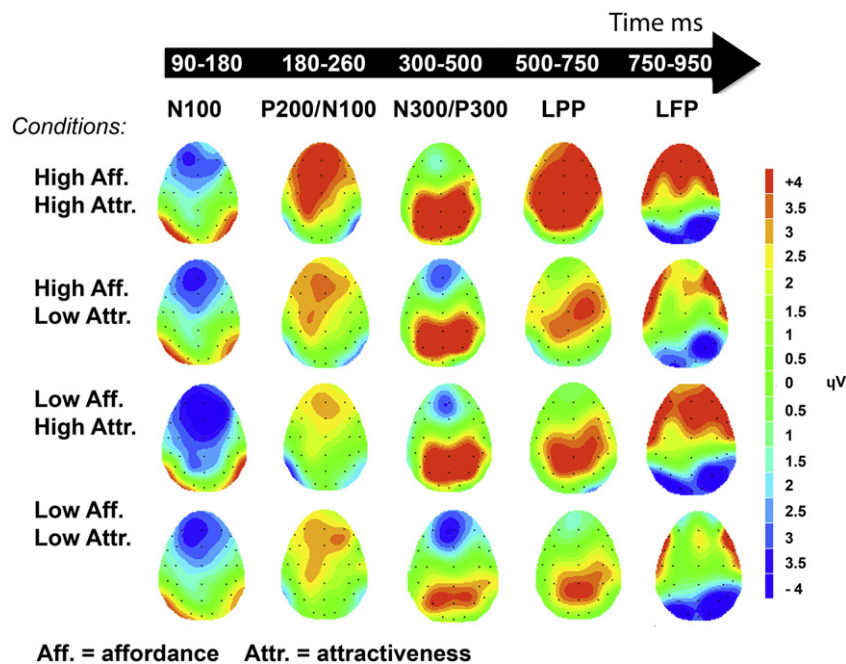 Time ms
90-180 180-260 300-500 500-750 750-950
N100 P200/N100 N300/P300 LPP LFP
Conditions:
High Aff.
High Attr.
High Aff.
Low Attr.
Low Aff.
High Attr.
Low Aff.
Low Attr.
+4
3.5
3
2.5
2
1.5
1
0.5
0
0.5
1
1.5
2
2.5
3
3.5
- 4
ųV
Aff. = affordance Attr. = attractiveness